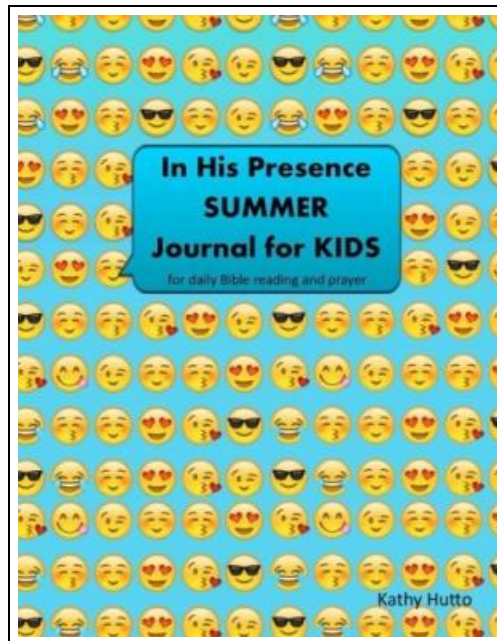 In His Presence
SUMMER
Journal for KIDS
for daily Bible reading and prayer
Kathy Hutto